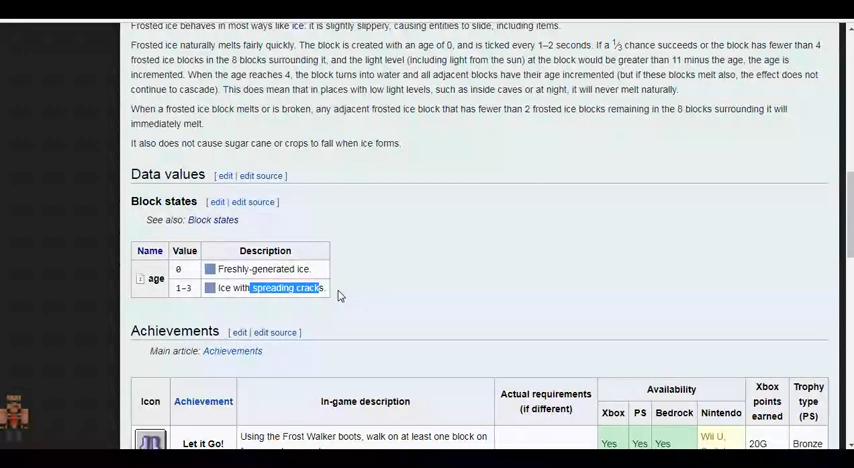 Frosted ice behaves in most ways like ice: it is slightly slippery, causing entities to slide, including items.
Frosted ice naturally melts fairly quickly. The block is created with an age of 0, and is ticked every 1–2 seconds. If a 1⁄3 chance succeeds or the block has fewer than 4
frosted ice blocks in the 8 blocks surrounding it, and the light level (including light from the sun) at the block would be greater than 11 minus the age, the age is
incremented. When the age reaches 4, the block turns into water and all adjacent blocks have their age incremented (but if these blocks melt also, the effect does not
continue to cascade). This does mean that in places with low light levels, such as inside caves or at night, it will never melt naturally.
When a frosted ice block melts or is broken, any adjacent frosted ice block that has fewer than 2 frosted ice blocks remaining in the 8 blocks surrounding it will
immediately melt.
It also does not cause sugar cane or crops to fall when ice forms.
Data values [ edit | edit source ]
Block states [ edit | edit source ]
See also: Block states
Name Value Description
age
0 Freshly-generated ice.
1–3 Ice with spreading cracks.
Achievements [ edit | edit source ]
Main article: Achievements
Icon Achievement In-game description Actual requirements (if different) Availability Xbox points earned Trophy type (PS)
Xbox PS Bedrock Nintendo
Let it Go! Using the Frost Walker boots, walk on at least one block on Yes Yes Yes Wii U, 20G Bronze